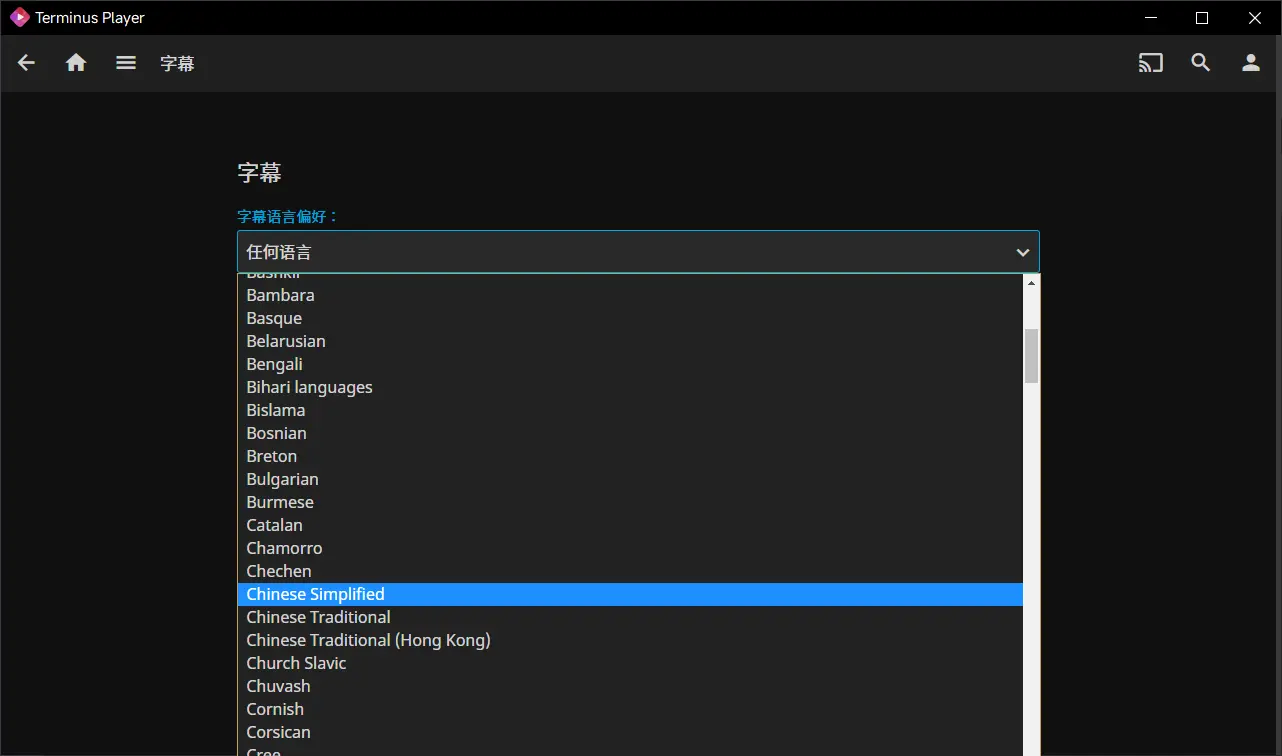 Terminus Player
字幕
字幕
字幕语言偏好：
任何语言
Bashkir
Bambara
Basque
Belarusian
Bengali
Bihari languages
Bislama
Bosnian
Breton
Bulgarian
Burmese
Catalan
Chamorro
Chechen
Chinese Simplified
Chinese Traditional
Chinese Traditional (Hong Kong)
Church Slavic
Chuvash
Cornish
Corsican
Cree